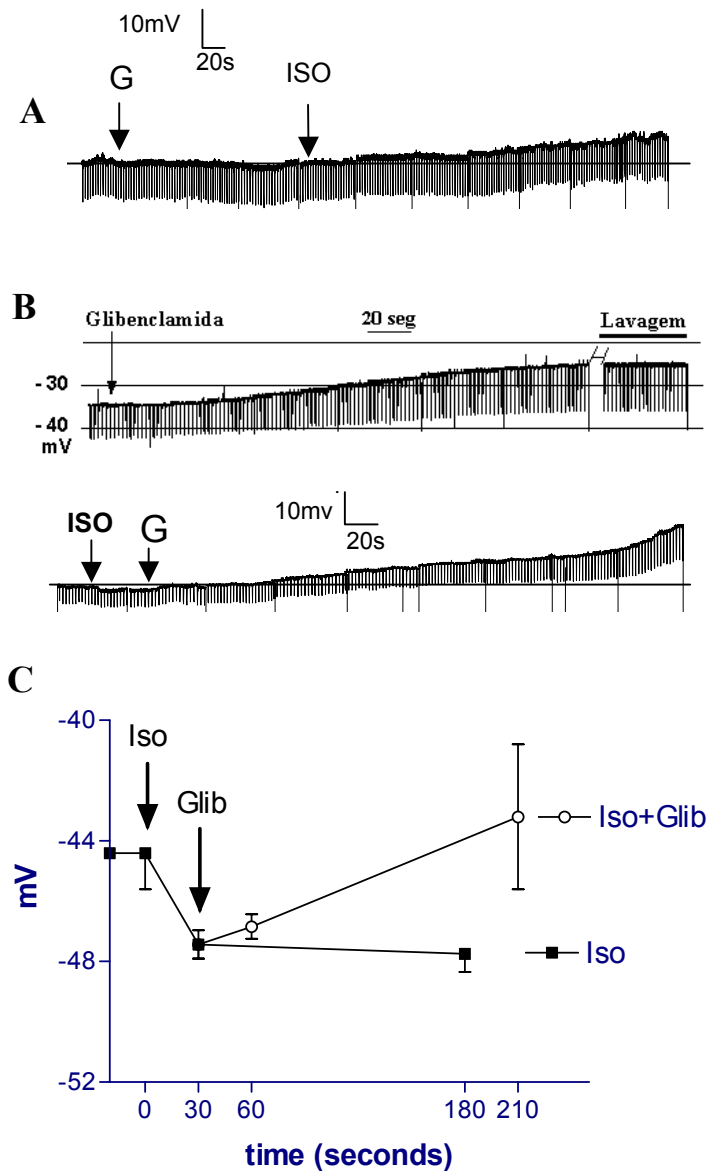 10mV
20s
G
ISO
A
B
Glibenclamida
20 seg
Lavagem
- 30
- 40
mV
ISO
G
10mv
20s
C
-40
Iso
Glib
-44
Iso+Glib
mV
-48
Iso
-52
0 30 60 180 210
time (seconds)